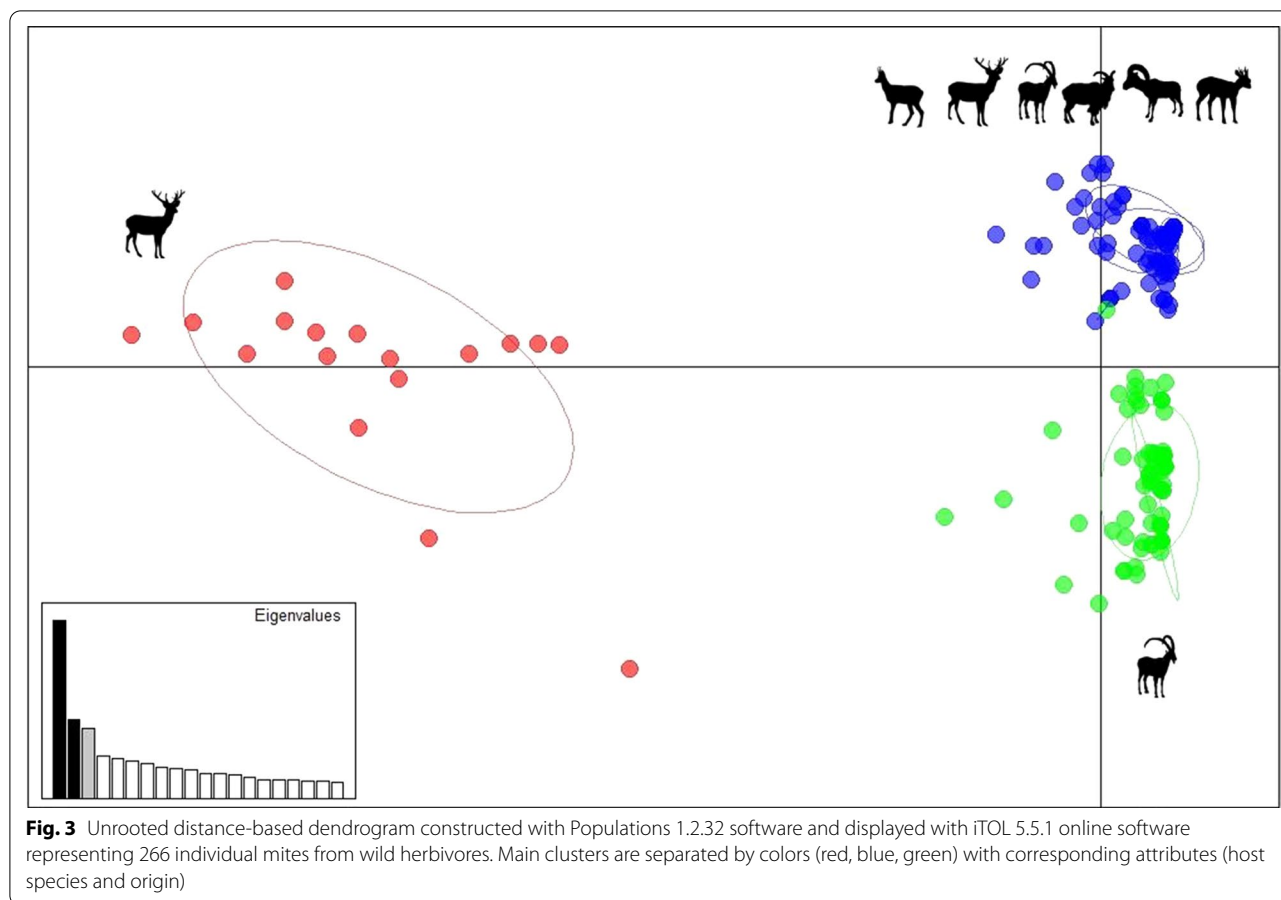 Eigenvalues
Fig. 3 Unrooted distance-based dendrogram constructed with Populations 1.2.32 software and displayed with iTOL 5.5.1 online software
representing 266 individual mites from wild herbivores. Main clusters are separated by colors (red, blue, green) with corresponding attributes (host
species and origin)